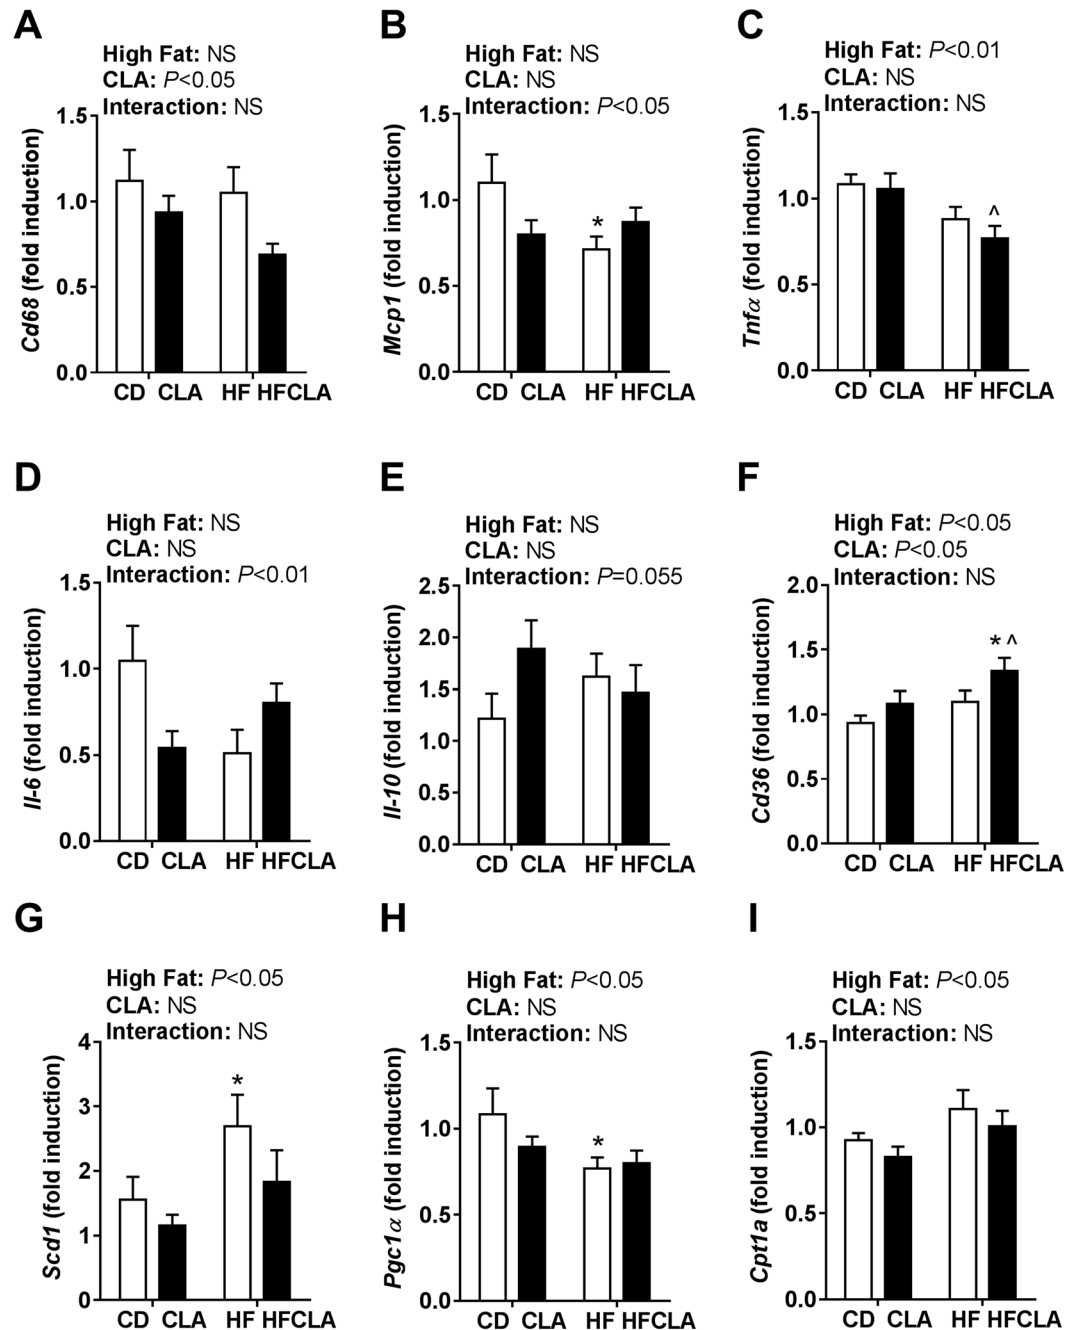 A
High Fat: NS
CLA: P<0.05
Interaction: NS
Cd68 (fold induction)
1.5
1.0
0.5
0.0
CD CLA HF HFCLA
B
High Fat: NS
CLA: NS
Interaction: P<0.05
Mcp1 (fold induction)
1.5
1.0
0.5
0.0
*
CD CLA HF HFCLA
C
High Fat: P<0.01
CLA: NS
Interaction: NS
Tnfα (fold induction)
1.5
1.0
0.5
0.0
^
CD CLA HF HFCLA
D
High Fat: NS
CLA: NS
Interaction: P<0.01
Il-6 (fold induction)
1.5
1.0
0.5
0.0
CD CLA HF HFCLA
E
High Fat: NS
CLA: NS
Interaction: P=0.055
Il-10 (fold induction)
2.5
2.0
1.5
1.0
0.5
0.0
CD CLA HF HFCLA
F
High Fat: P<0.05
CLA: P<0.05
Interaction: NS
Cd36 (fold induction)
2.0
1.5
1.0
0.5
0.0
* ^
CD CLA HF HFCLA
G
High Fat: P<0.05
CLA: NS
Interaction: NS
Scd1 (fold induction)
4
3
2
1
0
*
CD CLA HF HFCLA
H
High Fat: P<0.05
CLA: NS
Interaction: NS
Pgc1α (fold induction)
1.5
1.0
0.5
0.0
*
CD CLA HF HFCLA
I
High Fat: P<0.05
CLA: NS
Interaction: NS
Cpt1a (fold induction)
1.5
1.0
0.5
0.0
CD CLA HF HFCLA